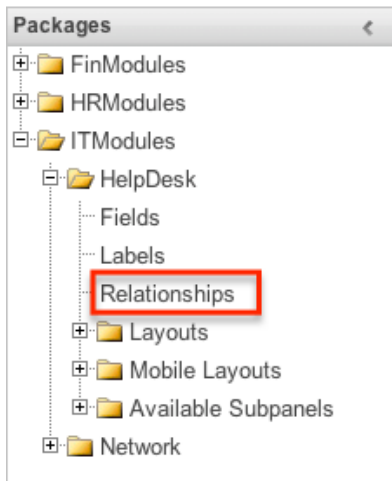 Packages
FinModules
HRModules
ITModules
HelpDesk
Fields
Labels
Relationships
Layouts
Mobile Layouts
Available Subpanels
Network